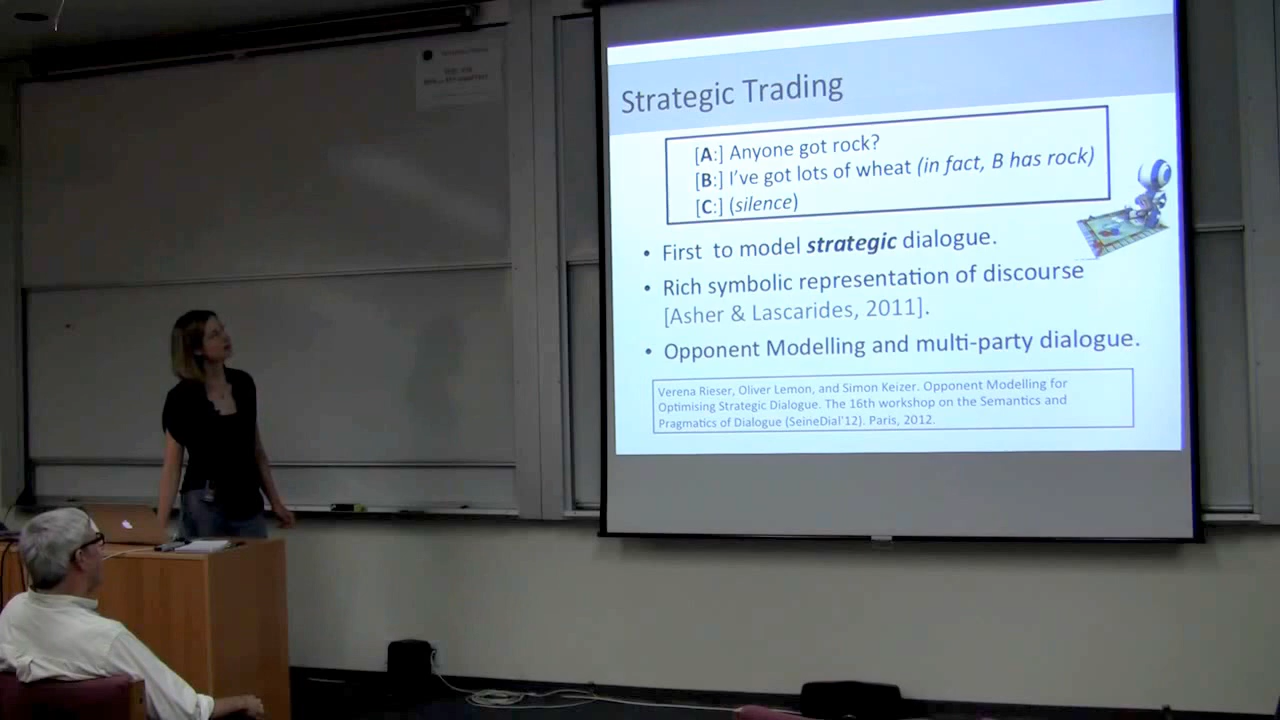 Strategic Trading
[A:] Anyone got rock?
[B:] I've got lots of wheat (in fact, B has rock)
[C:] (silence)
• First to model strategic dialogue.
• Rich symbolic representation of discourse
[Asher & Lascarides, 2011].
• Opponent Modelling and multi-party dialogue.
Verena Rieser, Oliver Lemon, and Simon Keizer. Opponent Modelling for
Optimising Strategic Dialogue. The 16th workshop on the Semantics and
Pragmatics of Dialogue (SeineDial'12). Paris, 2012.